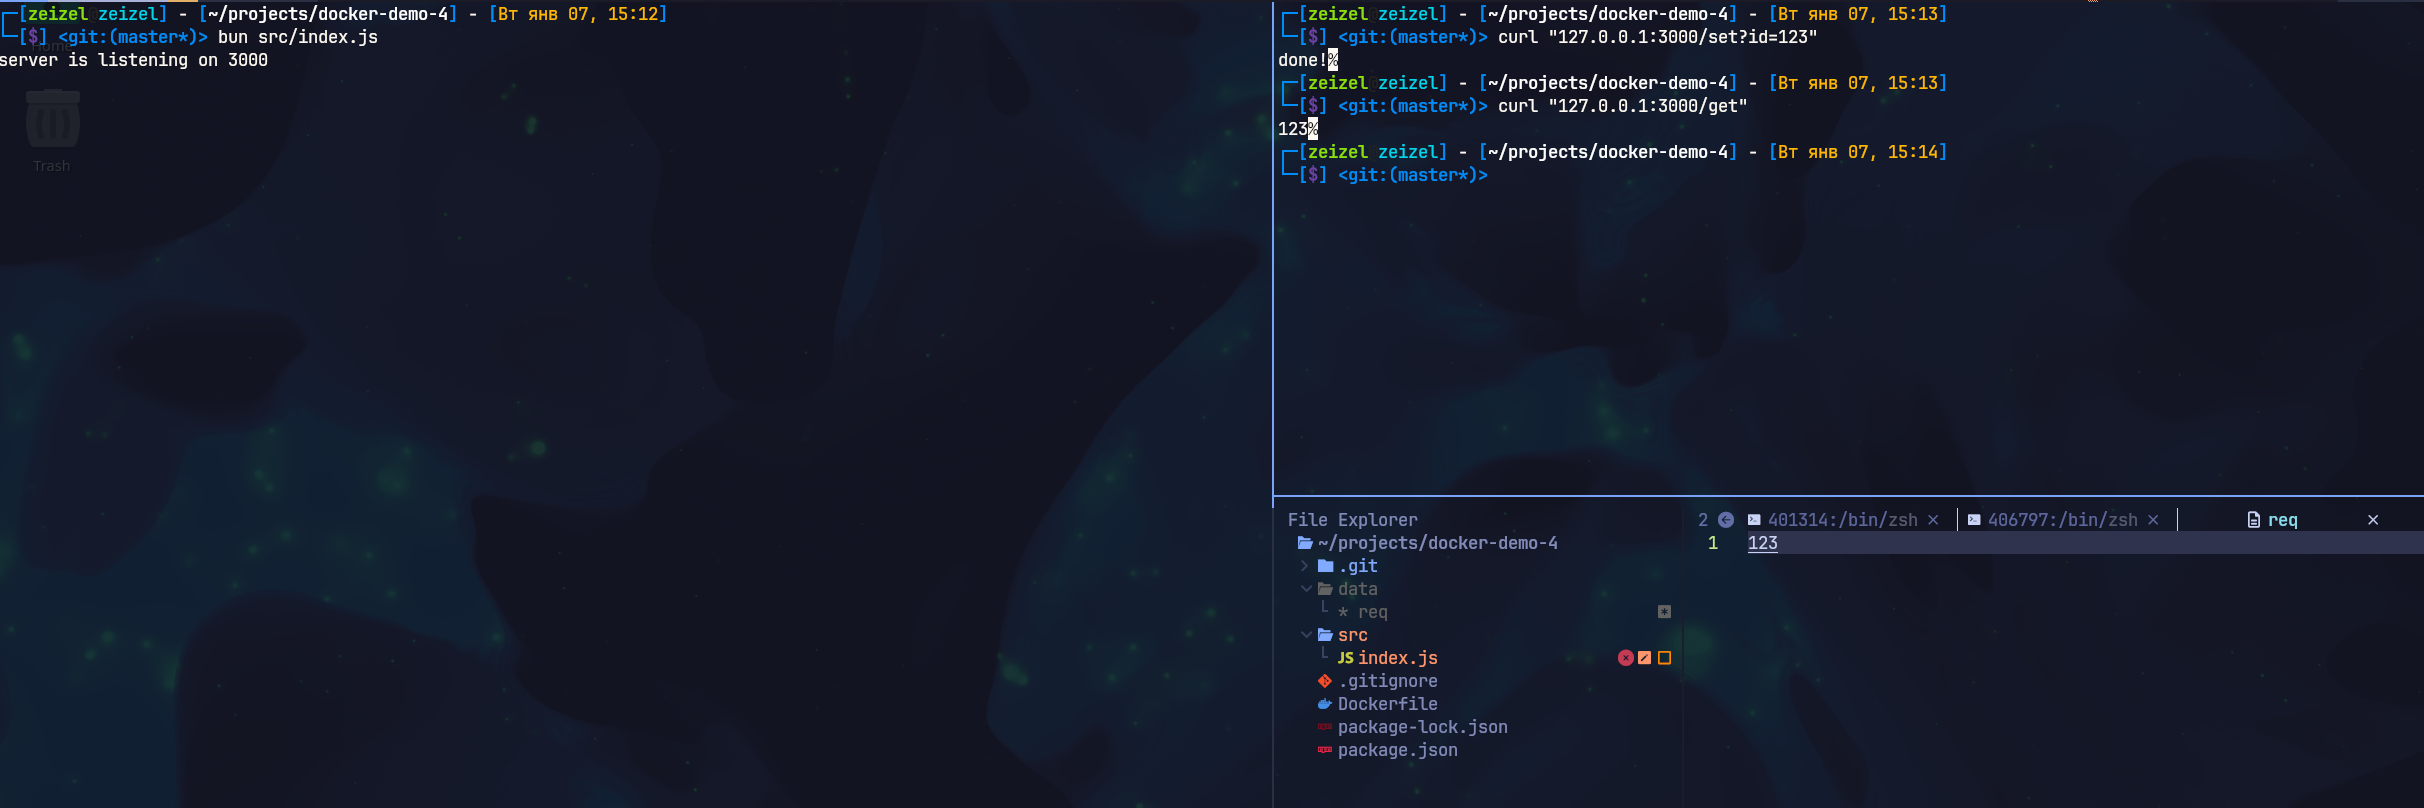 ┌─[zeizel@zeizel] - [~/projects/docker-demo-4] - [Вт янв 07, 15:12]
└─[$] <git:(master*)> bun src/index.js
server is listening on 3000
Home
Trash
┌─[zeizel@zeizel] - [~/projects/docker-demo-4] - [Вт янв 07, 15:13]
└─[$] <git:(master*)> curl "127.0.0.1:3000/set?id=123"
done!%
┌─[zeizel@zeizel] - [~/projects/docker-demo-4] - [Вт янв 07, 15:13]
└─[$] <git:(master*)> curl "127.0.0.1:3000/get"
123%
┌─[zeizel zeizel] - [~/projects/docker-demo-4] - [Вт янв 07, 15:14]
└─[$] <git:(master*)>
File Explorer
~/projects/docker-demo-4
.git
data
* req
src
JS index.js
.gitignore
Dockerfile
package-lock.json
package.json
2 401314:/bin/zsh × 406797:/bin/zsh × req ×
1 123